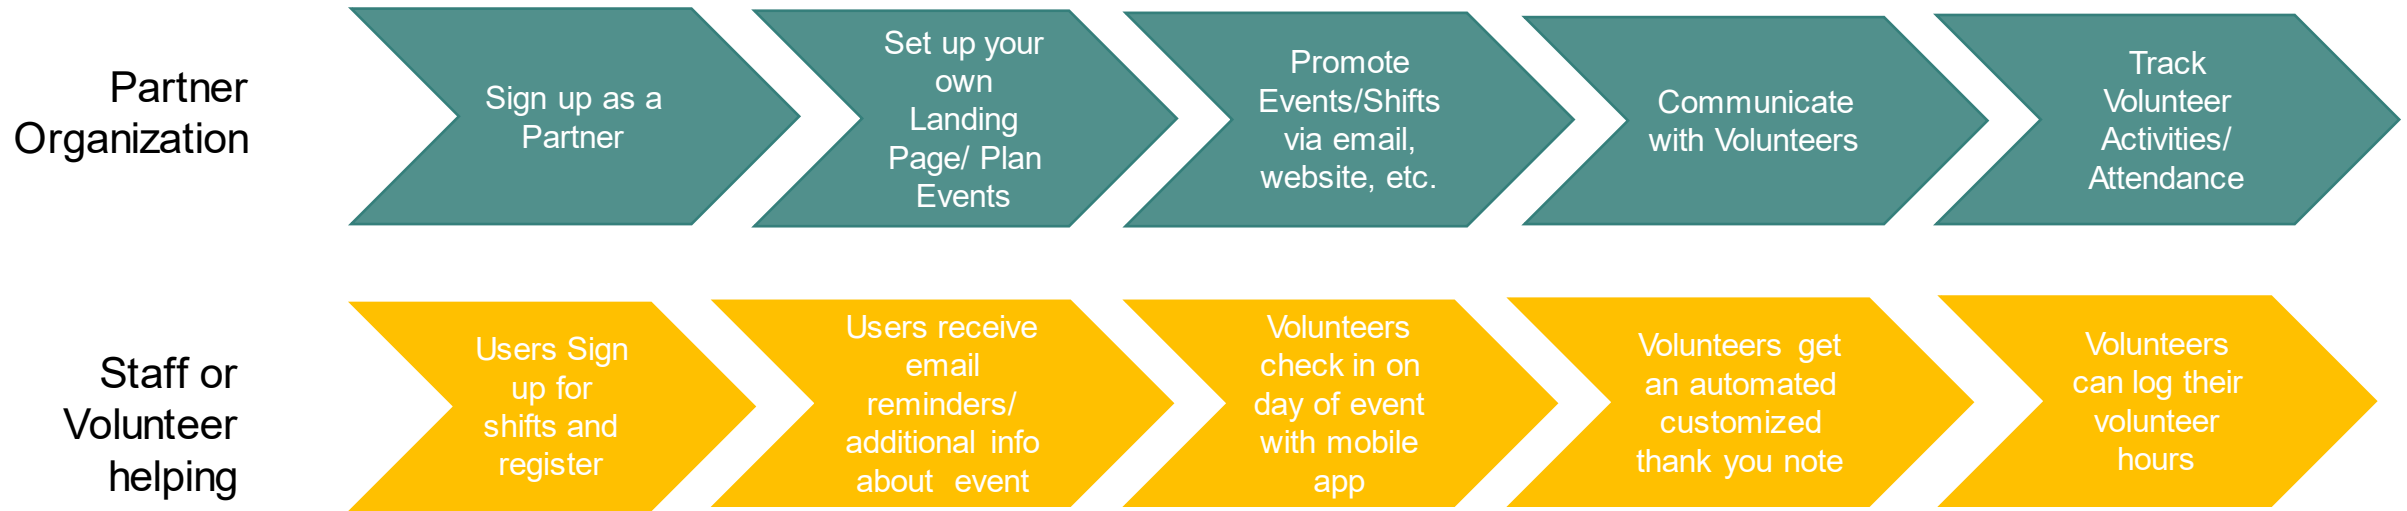 Partner
Organization
Sign up as a
Partner
Set up your
own
Landing
Page/ Plan
Events
Promote
Events/Shifts
via email,
website, etc.
Communicate
with Volunteers
Track
Volunteer
Activities/
Attendance
Staff or
Volunteer
helping
Users Sign
up for
shifts and
register
Users receive
email
reminders/
additional info
about event
Volunteers
check in on
day of event
with mobile
app
Volunteers get
an automated
customized
thank you note
Volunteers
can log their
volunteer
hours